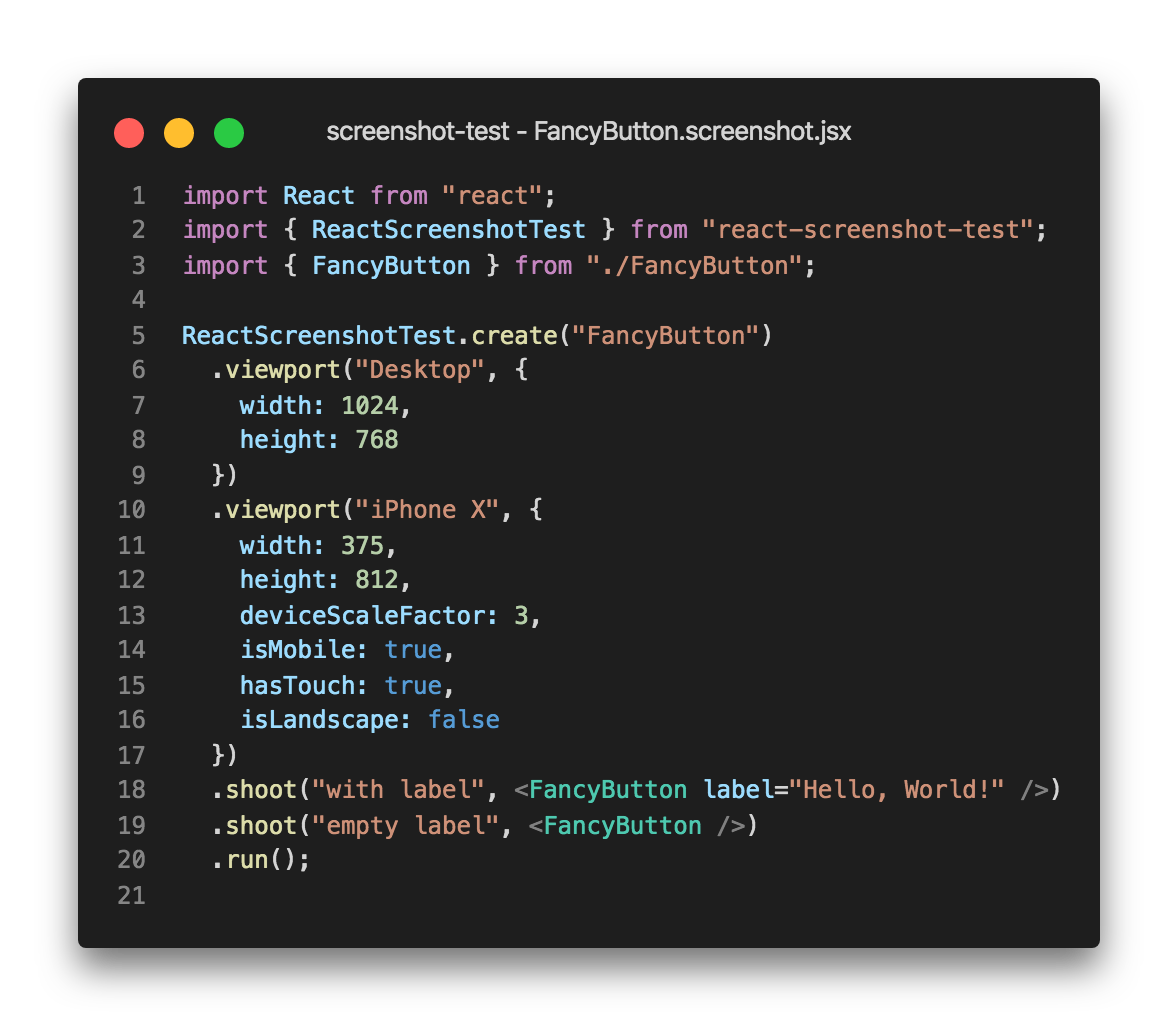 screenshot-test - FancyButton.screenshot.jsx
1 import React from "react";
2 import { ReactScreenshotTest } from "react-screenshot-test";
3 import { FancyButton } from "./FancyButton";
4
5 ReactScreenshotTest.create("FancyButton")
6   .viewport("Desktop", {
7     width: 1024,
8     height: 768
9   })
10   .viewport("iPhone X", {
11     width: 375,
12     height: 812,
13     deviceScaleFactor: 3,
14     isMobile: true,
15     hasTouch: true,
16     isLandscape: false
17   })
18   .shoot("with label", <FancyButton label="Hello, World!" />)
19   .shoot("empty label", <FancyButton />)
20   .run();
21